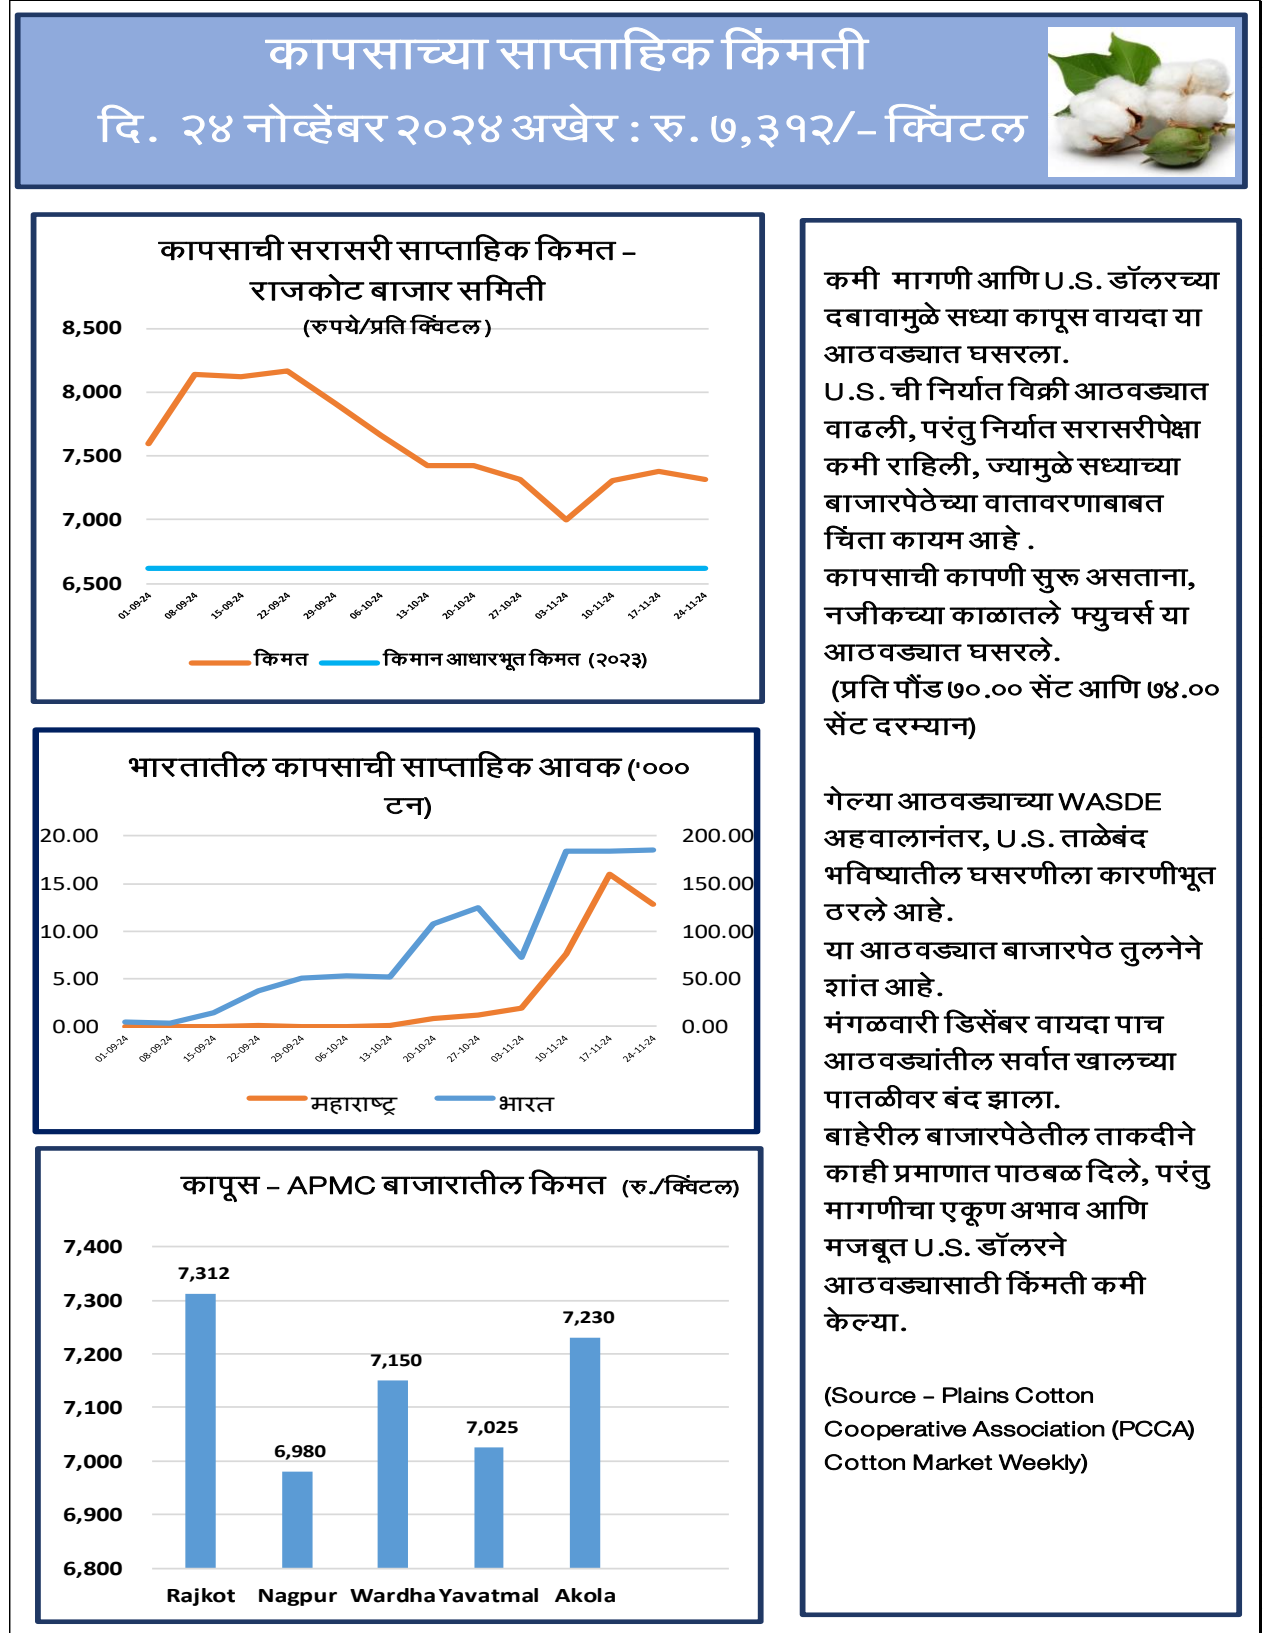 कापसाच्या साप्ताहिक किंमती
दि. २४ नोव्हेंबर २०२४ अखेर : रु. ७,३१२/- क्विंटल
कापसाची सरासरी साप्ताहिक किमत –
राजकोट बाजार समिती
(रुपये/प्रति क्विंटल)
8,500
8,000
7,500
7,000
6,500
01-09-24 08-09-24 15-09-24 22-09-24 29-09-24 06-10-24 13-10-24 20-10-24 27-10-24 03-11-24 10-11-24 17-11-24 24-11-24
किमत किमान आधारभूत किमत (२०२३)
भारतातील कापसाची साप्ताहिक आवक ('०००
टन)
20.00 200.00
15.00 150.00
10.00 100.00
5.00 50.00
0.00 0.00
01-09-24 08-09-24 15-09-24 22-09-24 29-09-24 06-10-24 13-10-24 20-10-24 27-10-24 03-11-24 10-11-24 17-11-24 24-11-24
महाराष्ट्र भारत
कापूस – APMC बाजारातील किमत (रु./क्विंटल)
7,400
7,300
7,200
7,100
7,000
6,900
6,800
7,312
6,980
7,150
7,025
7,230
Rajkot Nagpur Wardha Yavatmal Akola
कमी मागणी आणि U.S. डॉलरच्या
दबावामुळे सध्या कापूस वायदा या
आठवड्यात घसरला.
U.S. ची निर्यात विक्री आठवड्यात
वाढली, परंतु निर्यात सरासरीपेक्षा
कमी राहिली, ज्यामुळे सध्याच्या
बाजारपेठेच्या वातावरणाबाबत
चिंता कायम आहे .
कापसाची कापणी सुरू असताना,
नजीकच्या काळातले फ्युचर्स या
आठवड्यात घसरले.
(प्रति पौंड ७०.०० सेंट आणि ७४.००
सेंट दरम्यान)
गेल्या आठवड्याच्या WASDE
अहवालानंतर, U.S. ताळेबंद
भविष्यातील घसरणीला कारणीभूत
ठरले आहे.
या आठवड्यात बाजारपेठ तुलनेने
शांत आहे.
मंगळवारी डिसेंबर वायदा पाच
आठवड्यांतील सर्वात खालच्या
पातळीवर बंद झाला.
बाहेरील बाजारपेठेतील ताकदीने
काही प्रमाणात पाठबळ दिले, परंतु
मागणीचा एकूण अभाव आणि
मजबूत U.S. डॉलरने
आठवड्यासाठी किंमती कमी
केल्या.
(Source – Plains Cotton
Cooperative Association (PCCA)
Cotton Market Weekly)